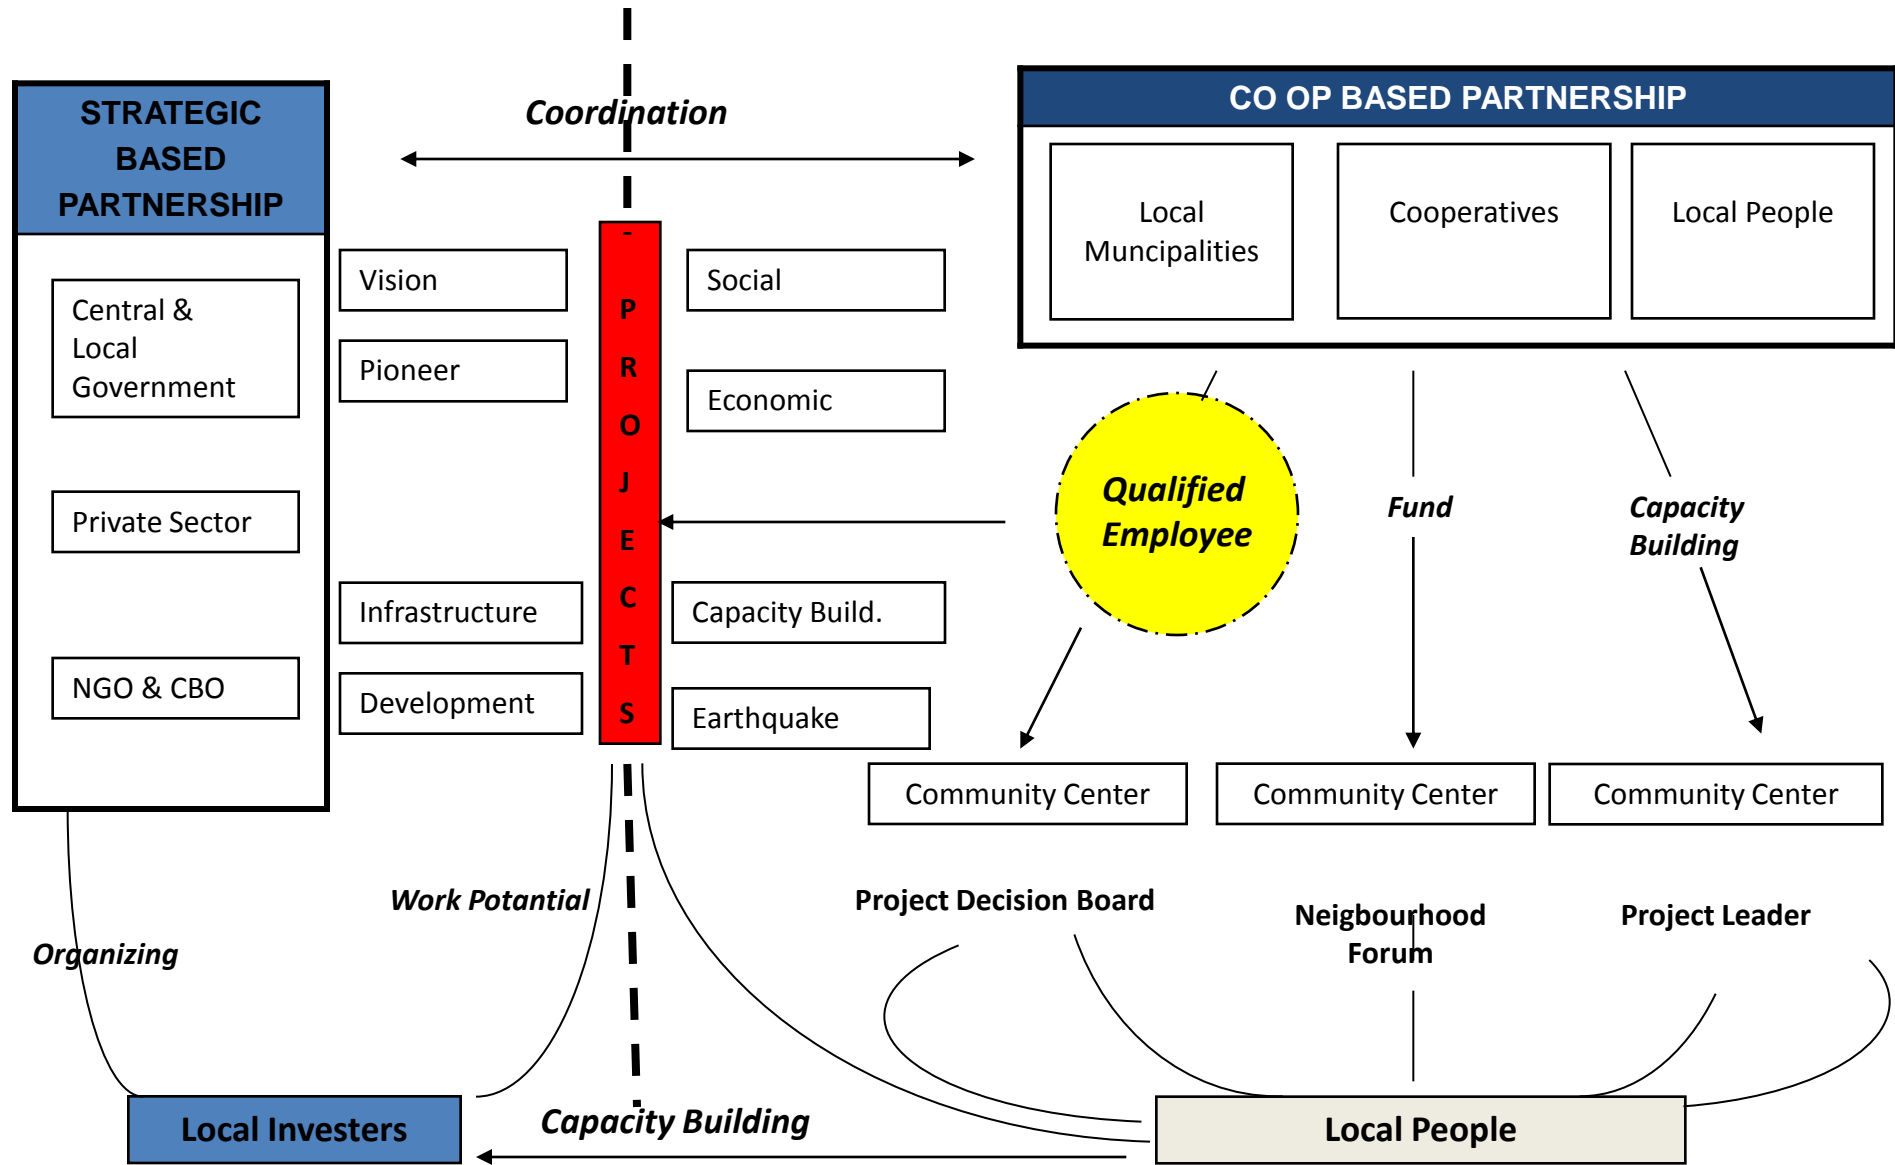 STRATEGIC
BASED
PARTNERSHIP
Central &
Local
Government
Private Sector
NGO & CBO
Coordination
Vision
Pioneer
Infrastructure
Development
-
P
R
O
J
E
C
T
S
Social
Economic
Capacity Build.
Earthquake
CO OP BASED PARTNERSHIP
Local
Muncipalities
Cooperatives
Local People
Qualified
Employee
Fund
Capacity
Building
Community Center
Community Center
Community Center
Project Decision Board
Neigbourhood
Forum
Project Leader
Organizing
Work Potantial
Local Investers
Capacity Building
Local People